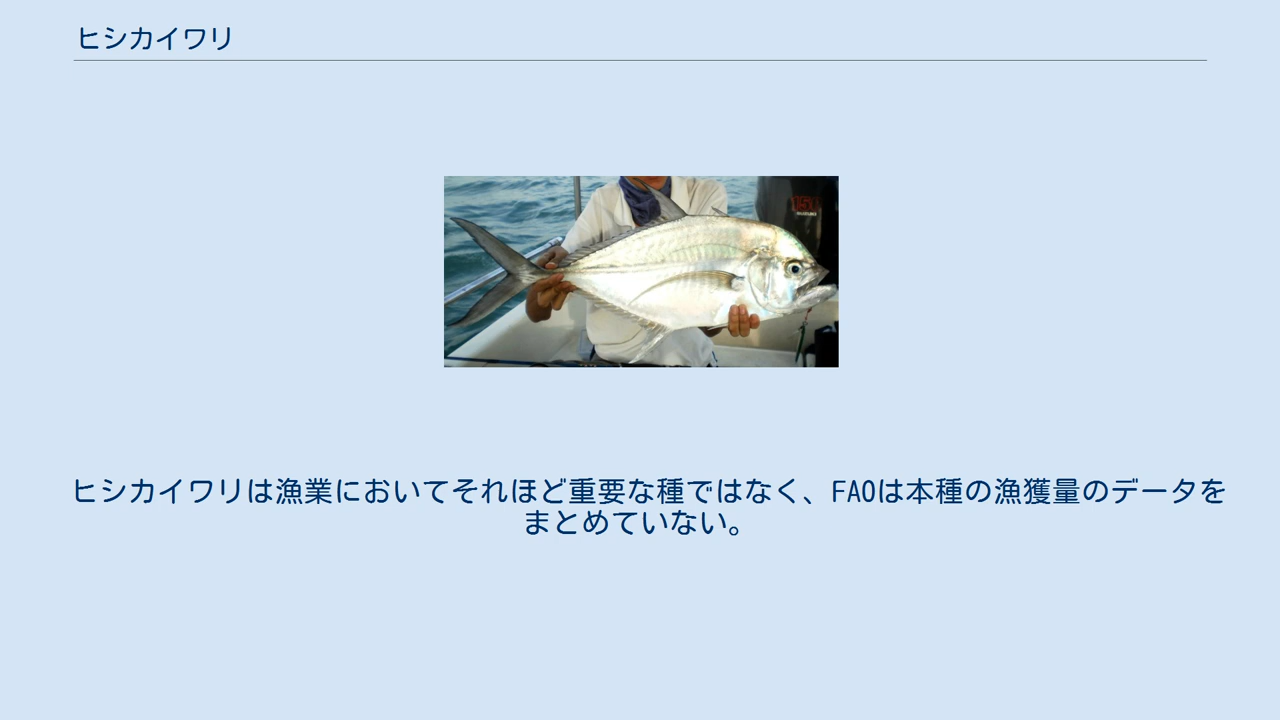 ヒシカイワリ
150
ヒシカイワリは漁業においてそれほど重要な種ではなく、FAOは本種の漁獲量のデータを
まとめていない。